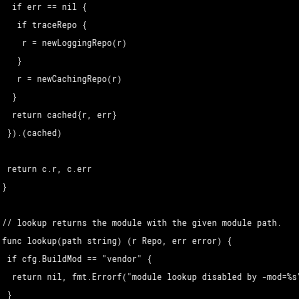 if err == nil {
if traceRepo {
r = newLoggingRepo(r)
}
r = newCachingRepo(r)
}
return cached{r, err}
}).(cached)

return c.r, c.err
}

// lookup returns the module with the given module path.
func lookup(path string) (r Repo, err error) {
if cfg.BuildMod == "vendor" {
return nil, fmt.Errorf("module lookup disabled by -mod=%s"
}